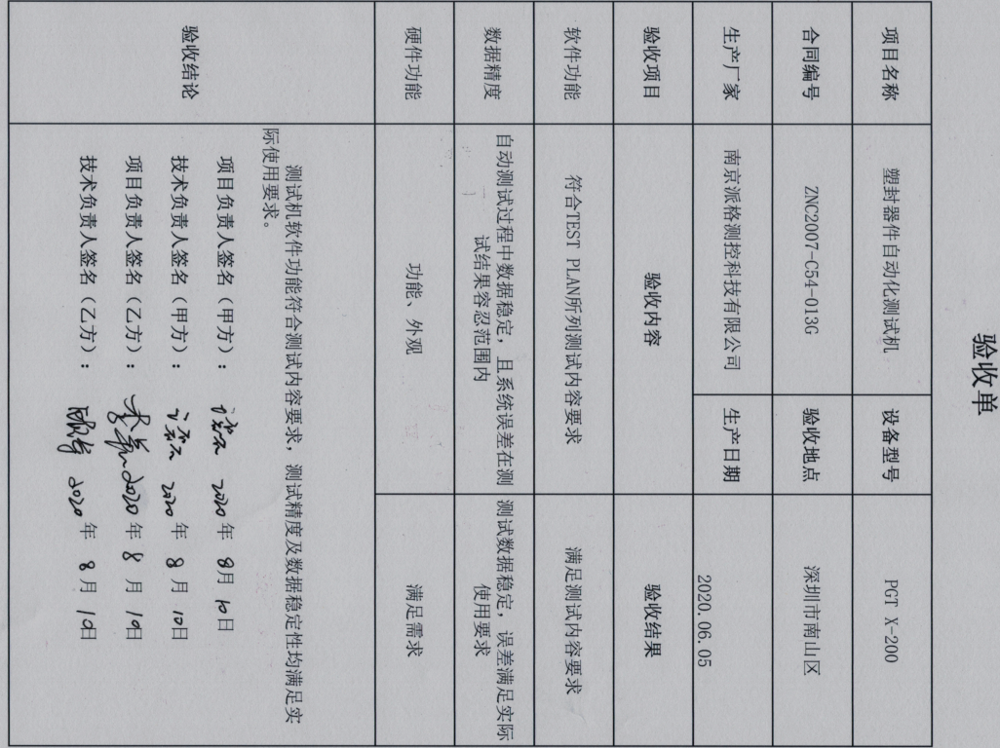 验收单
项目名称 塑封器件自动化测试机 设备型号 PGT X-200
合同编号 ZNC2007-C54-013G 验收地点 深圳市南山区
生产厂家 南京派格测控科技有限公司 生产日期 2020.06.05
验收项目 验收内容 验收结果
软件功能 符合TEST PLAN所列测试内容要求 满足测试内容要求
数据精度 自动测试过程中数据稳定，且系统误差在测 测试数据稳定，误差满足实际
试结果容忍范围内 使用要求
硬件功能 功能、外观 满足需求
验收结论
测试机软件功能符合测试内容要求，测试精度及数据稳定性均满足实
际使用要求。
项目负责人签名（甲方）： 2020 年 8月 10日
技术负责人签名（甲方）： 2020 年 8 月 10日
项目负责人签名（乙方）： 2020 年 8 月 10日
技术负责人签名（乙方）： 2020 年 8 月 10日